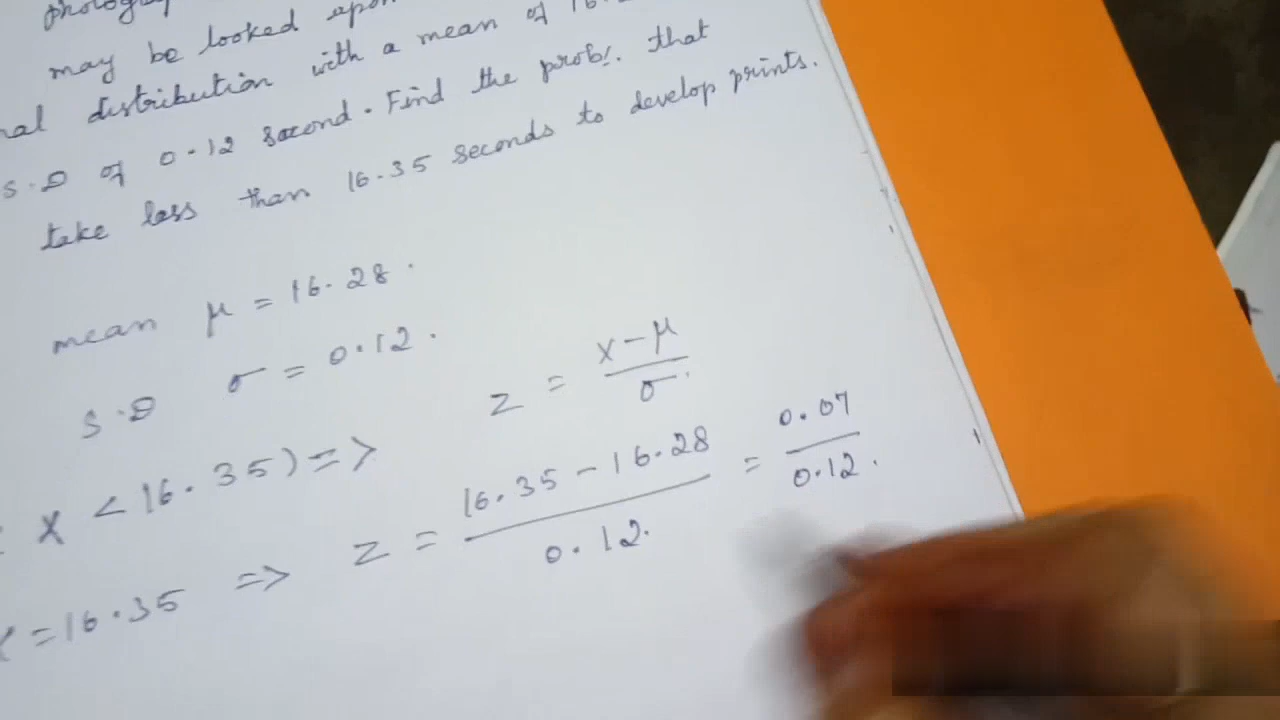 may be looked upon
distribution with a mean of 16.
S.D of 0.12 second. Find the prob/. that
take less than 16.35 seconds to develop prints.
mean μ = 16.28.
S.D σ = 0.12.
X < 16.35) => z = x-μ / σ.
= 16.35 => z = 16.35 - 16.28 / 0.12. = 0.07 / 0.12.